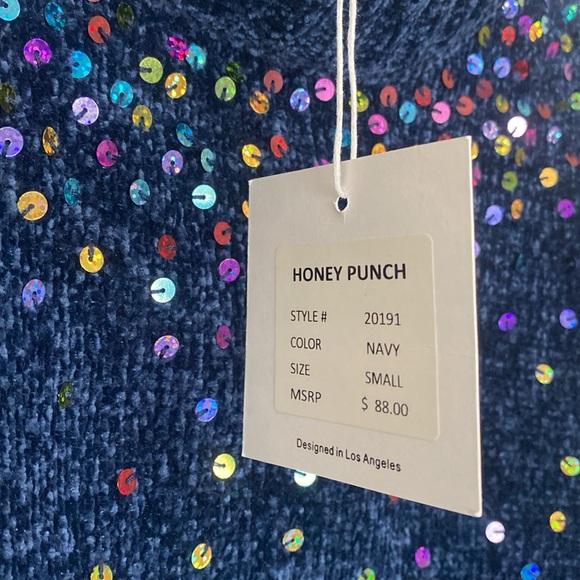 HONEY PUNCH
STYLE # 20191
COLOR NAVY
SIZE SMALL
MSRP $ 88.00
Designed in Los Angeles